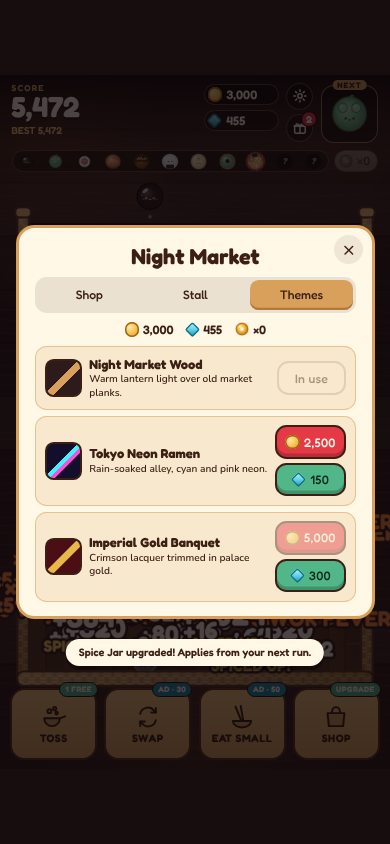 SCORE
5,472
BEST 5,472
3,000
455
NEXT
2
×0
Night Market
Shop
Stall
Themes
3,000
455
×0
Night Market Wood
Warm lantern light over old market
planks.
In use
Tokyo Neon Ramen
Rain-soaked alley, cyan and pink neon.
2,500
150
Imperial Gold Banquet
Crimson lacquer trimmed in palace
gold.
5,000
300
Spice Jar upgraded! Applies from your next run.
1 FREE
TOSS
AD · 30
SWAP
AD · 50
EAT SMALL
UPGRADE
SHOP